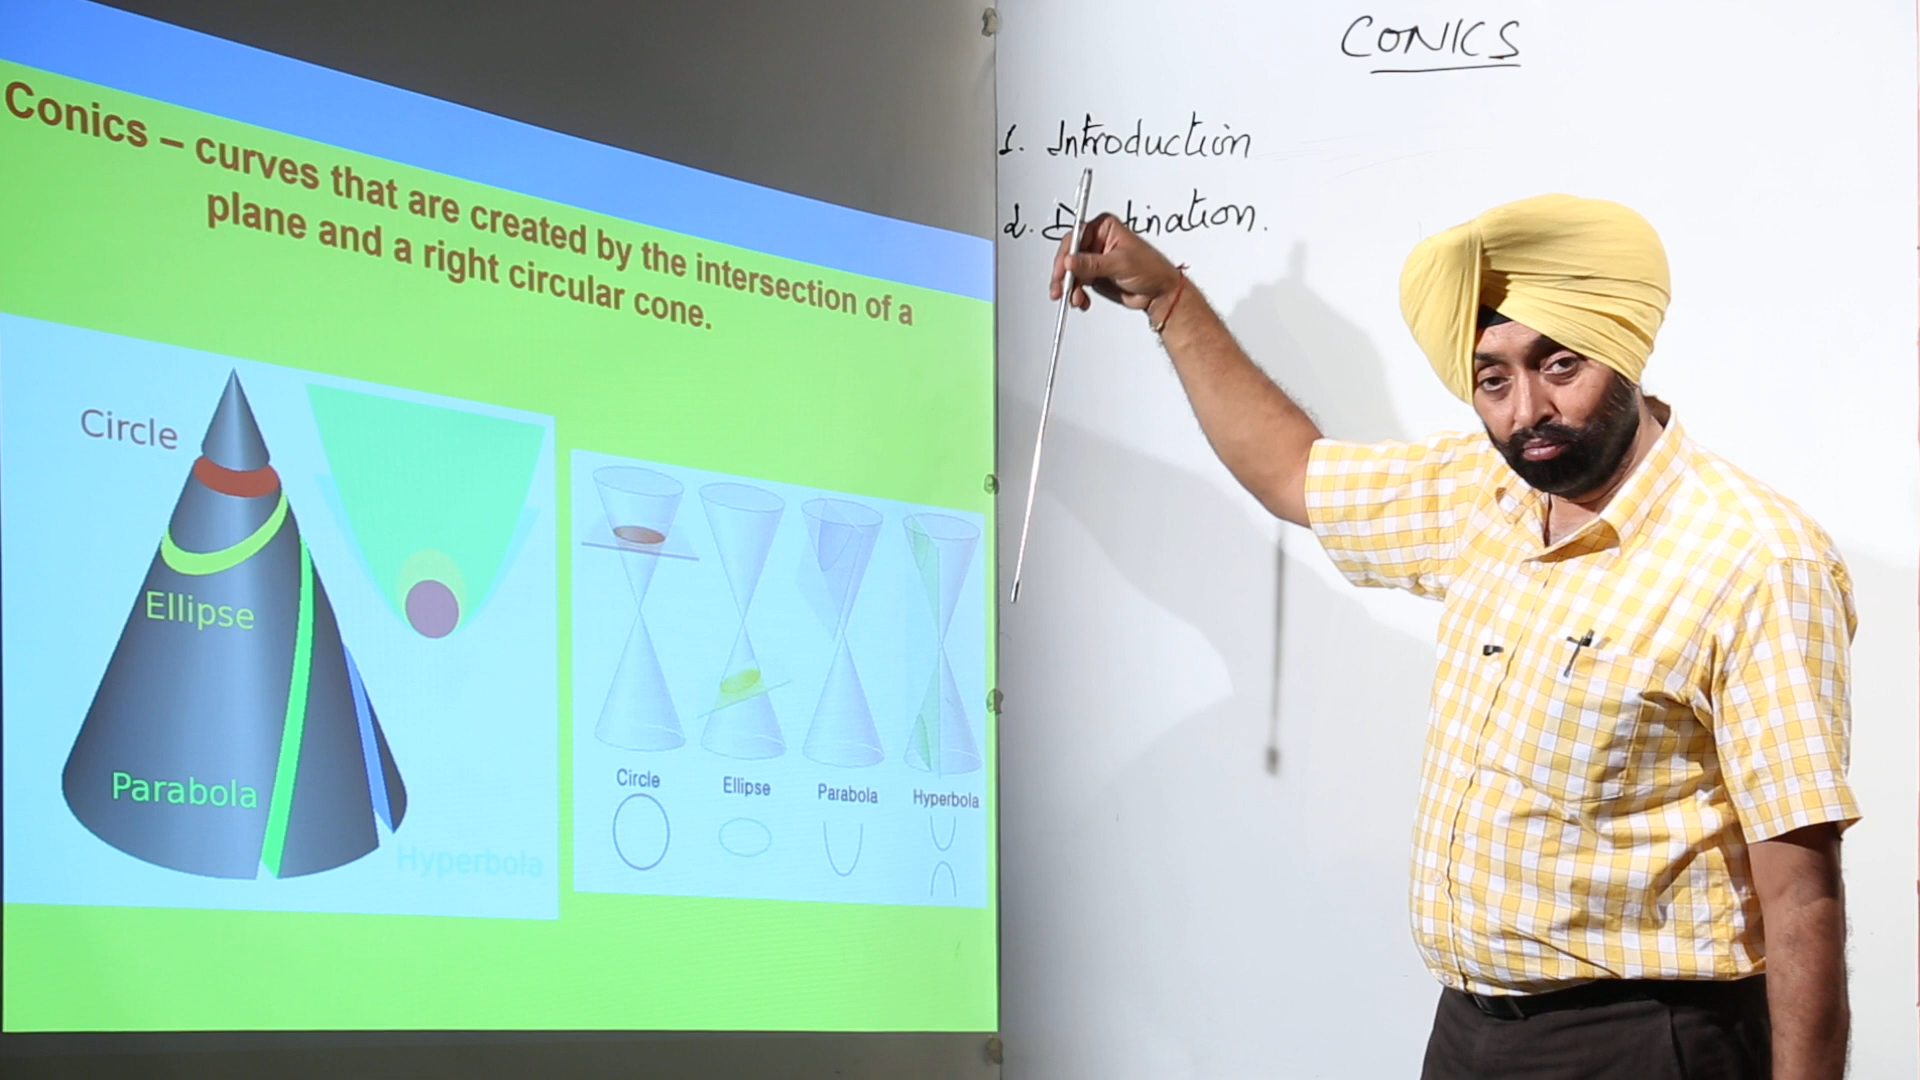 Conics – curves that are created by the intersection of a
plane and a right circular cone.
Circle
Ellipse
Parabola
Hyperbola
Circle
Ellipse
Parabola
Hyperbola
CONICS
1. Introduction
2.